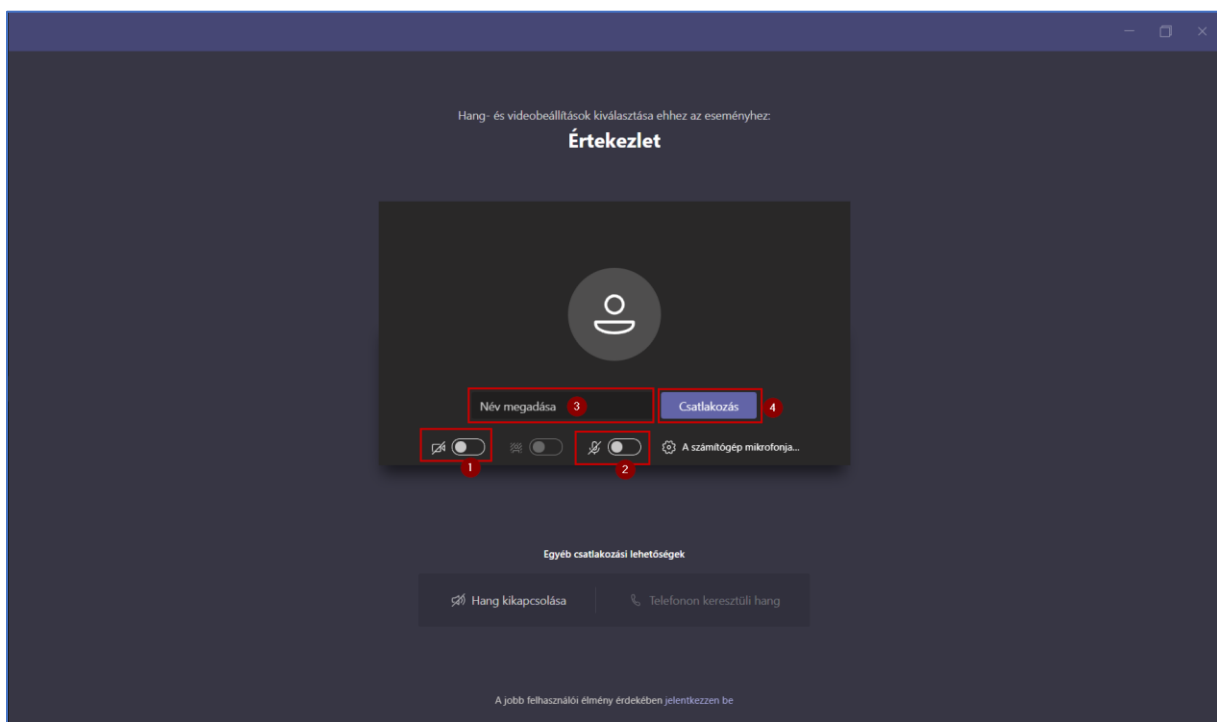 Hang- és videobeállítások kiválasztása ehhez az eseményhez:
Értekezlet
Név megadása 3
Csatlakozás 4
A számítógép mikrofonja...
1
2
Egyéb csatlakozási lehetőségek
Hang kikapcsolása
Telefonon keresztüli hang
A jobb felhasználói élmény érdekében jelentkezzen be